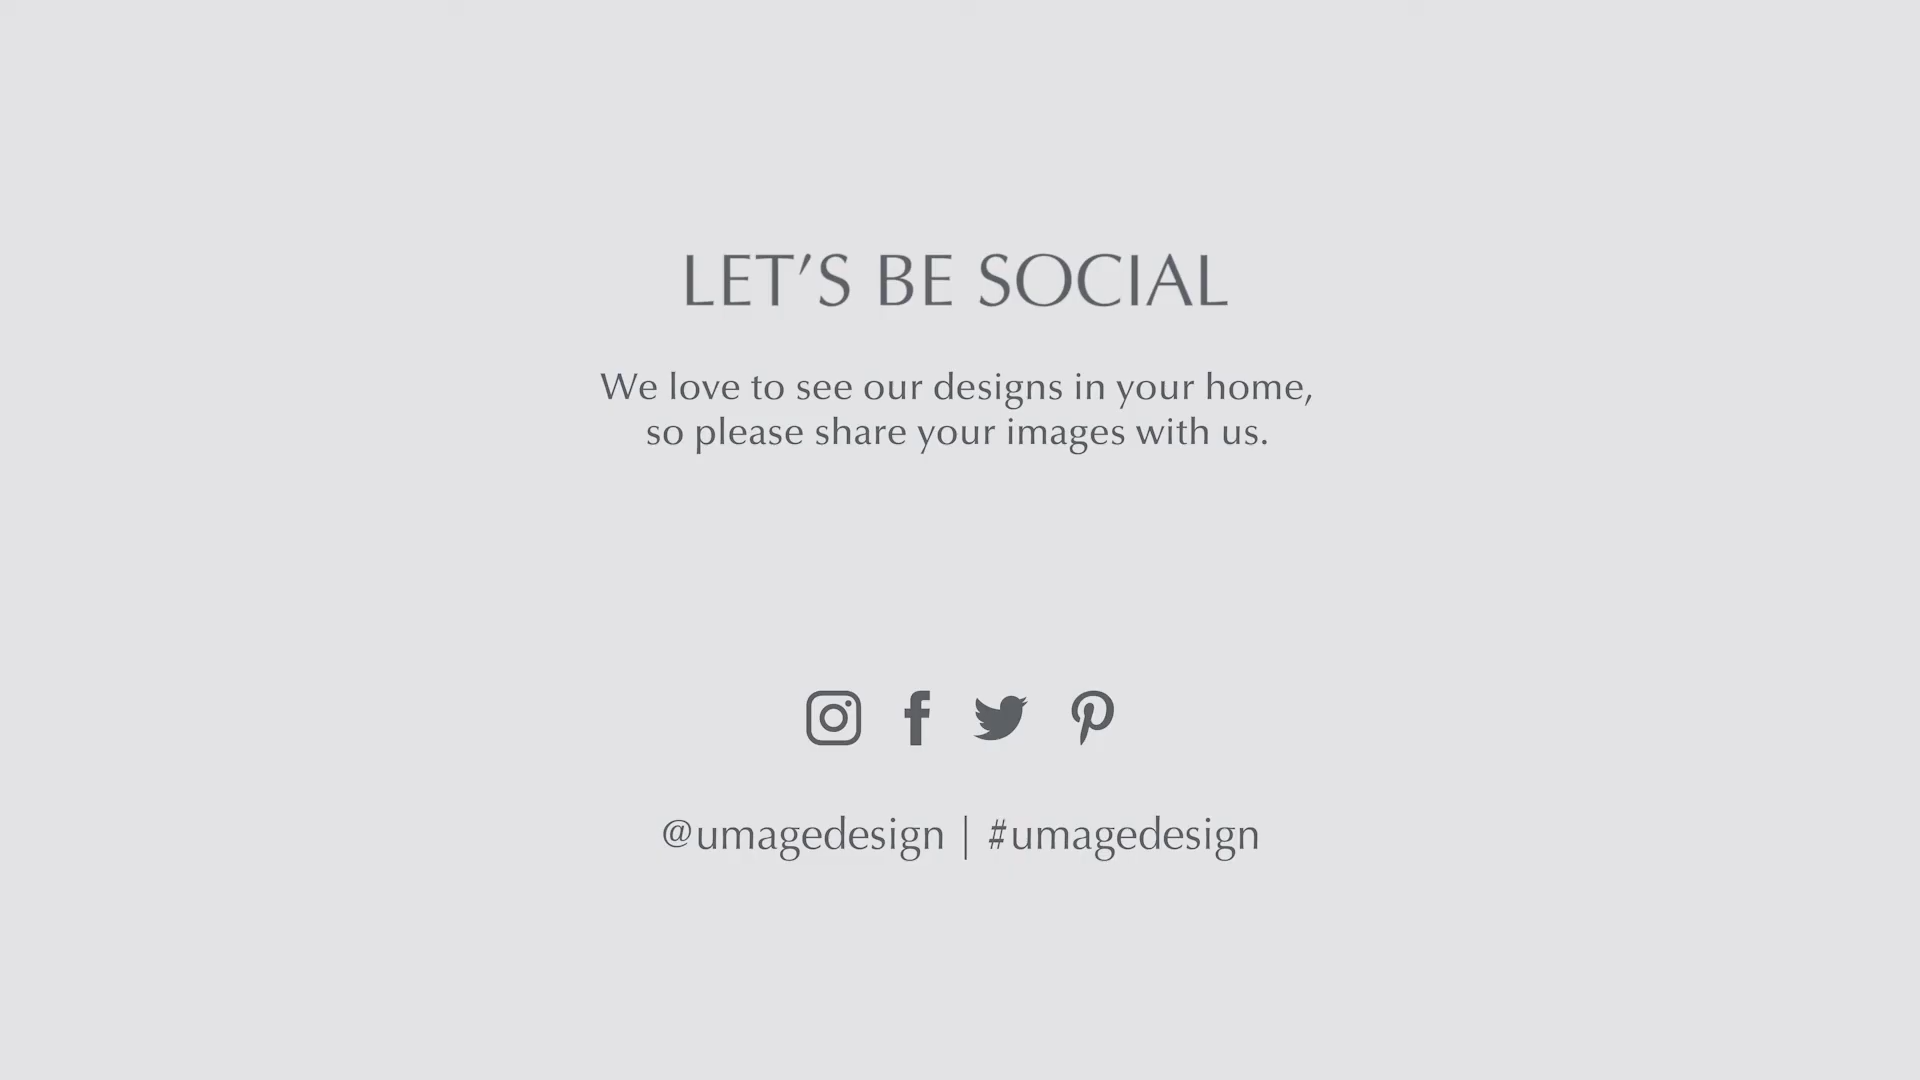 LET’S BE SOCIAL
We love to see our designs in your home,
so please share your images with us.
@umagedesign | #umagedesign